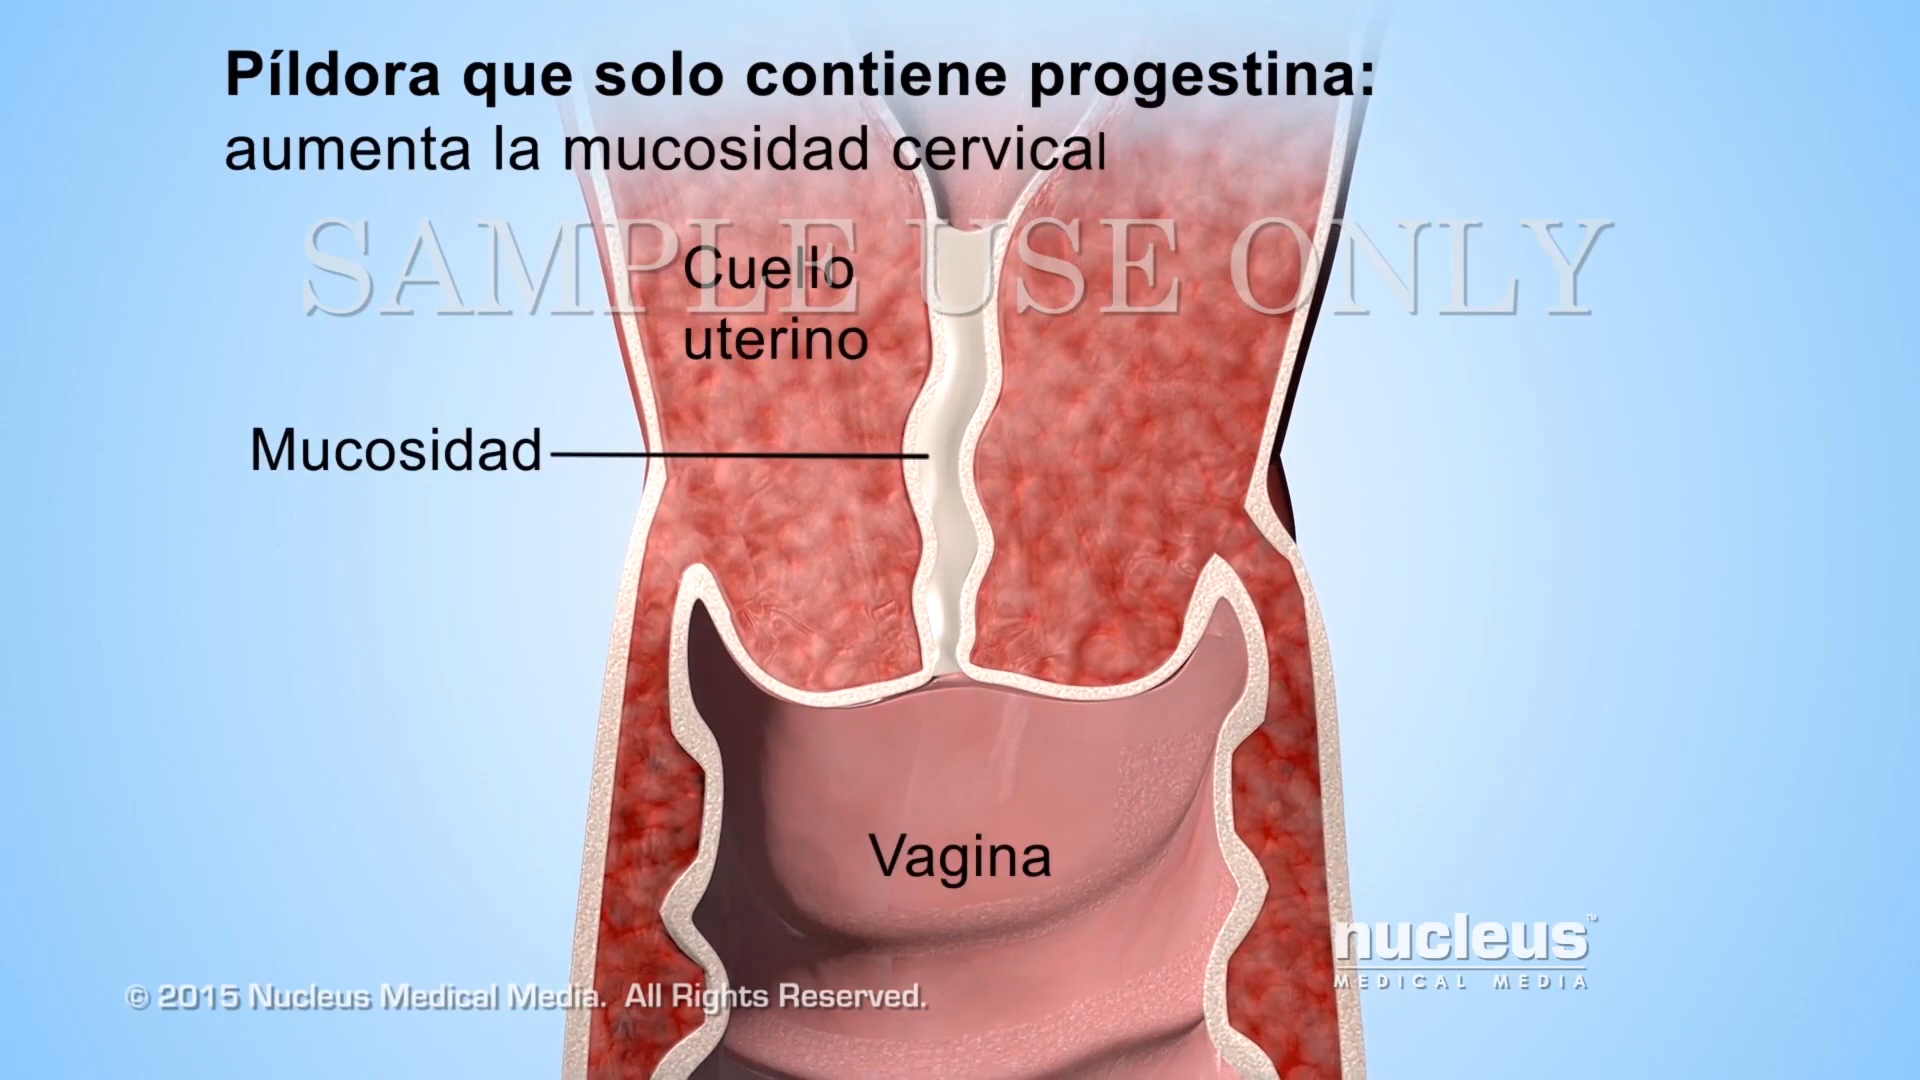 Píldora que solo contiene progestina:
aumenta la mucosidad cervical
SAMPLE USE ONLY
Cuello
uterino
Mucosidad
Vagina
nucleus™
MEDICAL MEDIA
© 2015 Nucleus Medical Media. All Rights Reserved.